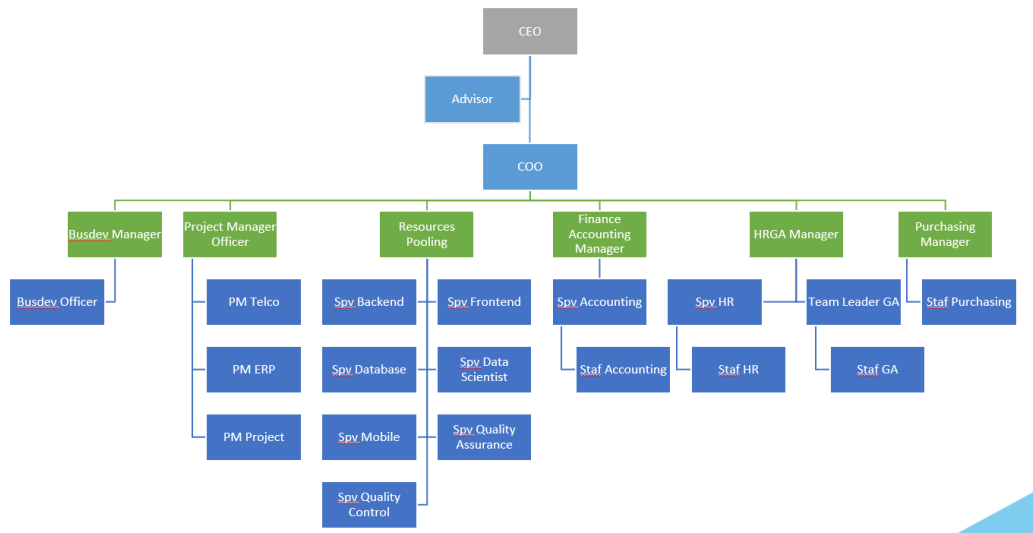 CEO
Advisor
COO
Busdev Manager
Project Manager
Officer
Resources
Pooling
Finance
Accounting
Manager
HRGA Manager
Purchasing
Manager
Busdev Officer
PM Telco
Spv Backend
Spv Frontend
Spv Accounting
Spv HR
Team Leader GA
Staf Purchasing
PM ERP
Spv Database
Spv Data
Scientist
Staf Accounting
Staf HR
Staf GA
PM Project
Spv Mobile
Spv Quality
Assurance
Spv Quality
Control